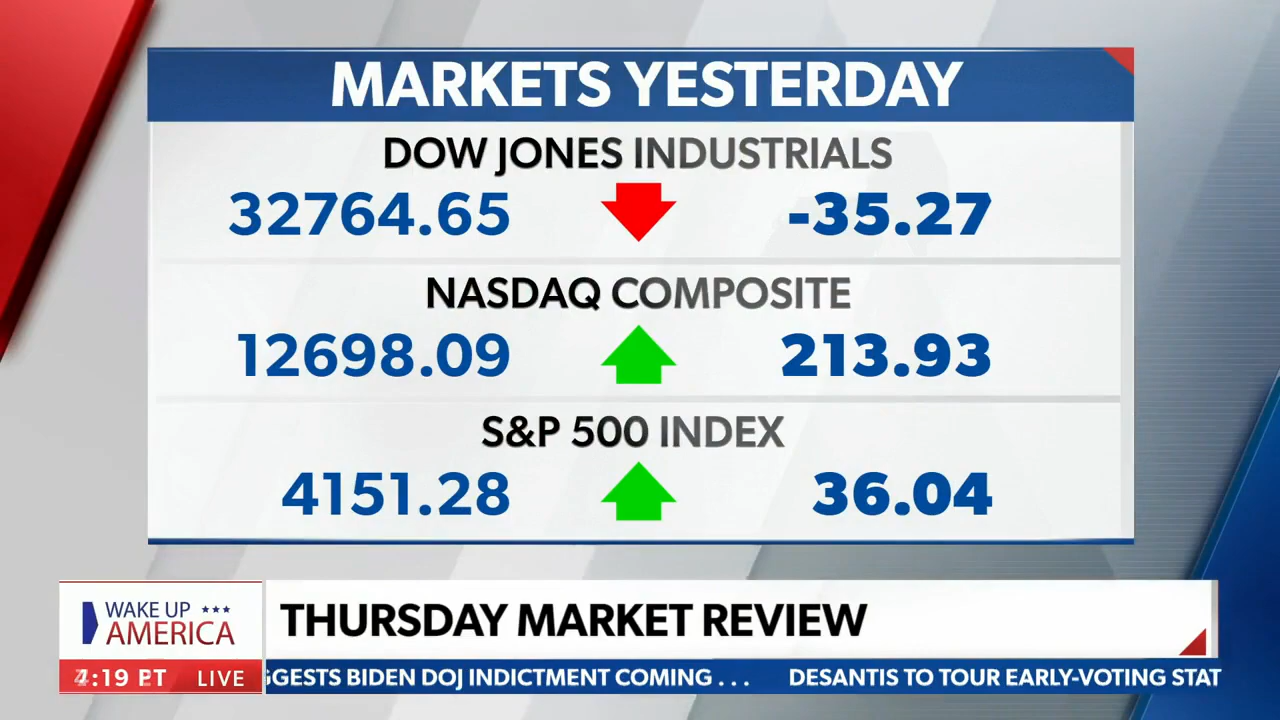 MARKETS YESTERDAY
DOW JONES INDUSTRIALS
32764.65 -35.27
NASDAQ COMPOSITE
12698.09 213.93
S&P 500 INDEX
4151.28 36.04
WAKE UP
AMERICA
THURSDAY MARKET REVIEW
4:19 PT LIVE
GGESTS BIDEN DOJ INDICTMENT COMING . . . DESANTIS TO TOUR EARLY-VOTING STAT